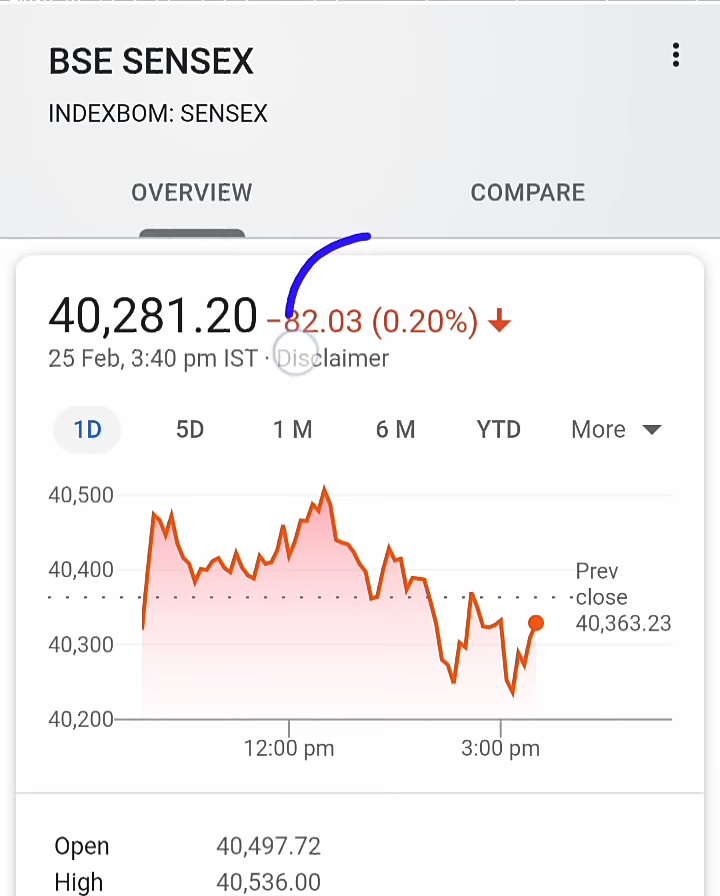 BSE SENSEX
INDEXBOM: SENSEX
OVERVIEW COMPARE
40,281.20 −82.03 (0.20%)
25 Feb, 3:40 pm IST · Disclaimer
1D 5D 1 M 6 M YTD More
40,500
40,400
Prev
close
40,363.23
40,300
40,200
12:00 pm 3:00 pm
Open 40,497.72
High 40,536.00